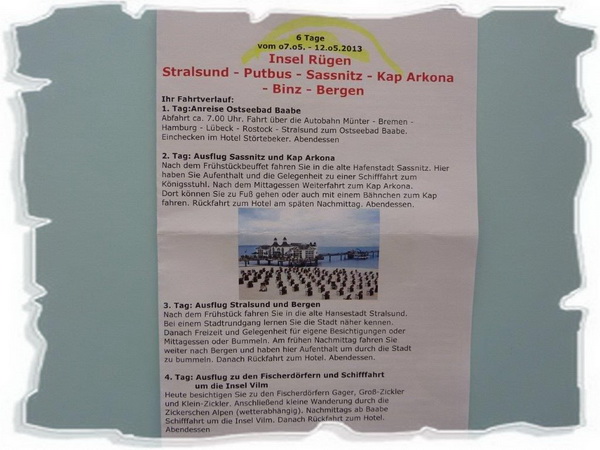 6 Tage
vom 07.05. - 12.05.2013
Insel Rügen
Stralsund - Putbus - Sassnitz - Kap Arkona
- Binz - Bergen
Ihr Fahrtverlauf:
1. Tag:Anreise Ostseebad Baabe
Abfahrt ca. 7.00 Uhr. Fahrt über die Autobahn Münter - Bremen -
Hamburg - Lübeck - Rostock - Stralsund zum Ostseebad Baabe.
Einchecken im Hotel Störtebeker. Abendessen
2. Tag: Ausflug Sassnitz und Kap Arkona
Nach dem Frühstückbeuffet fahren Sie in die alte Hafenstadt Sassnitz. Hier
haben Sie Aufenthalt und die Gelegenheit zu einer Schifffahrt zum
Königsstuhl. Nach dem Mittagessen Weiterfahrt zum Kap Arkona.
Dort können Sie zu Fuß gehen oder auch mit einem Bähnchen zum Kap
fahren. Rückfahrt zum Hotel am späten Nachmittag. Abendessen.
3. Tag: Ausflug Stralsund und Bergen
Nach dem Frühstück fahren Sie in die alte Hansestadt Stralsund.
Bei einem Stadtrundgang lernen Sie die Stadt näher kennen.
Danach Freizeit und Gelegenheit für eigene Besichtigungen oder
Mittagessen oder Bummeln. Am frühen Nachmittag fahren Sie
weiter nach Bergen und haben hier Aufenthalt um durch die Stadt
zu bummeln. Danach Rückfahrt zum Hotel. Abendessen.
4. Tag: Ausflug zu den Fischerdörfern und Schifffahrt
um die Insel Vilm
Heute besichtigen Sie zu den Fischerdörfern Gager, Groß-Zickler
und Klein-Zickler. Anschließend kleine Wanderung durch die
Zickerschen Alpen (wetterabhängig). Nachmittags ab Baabe
Schifffahrt um die Insel Vilm. Danach Rückfahrt zum Hotel.
Abendessen